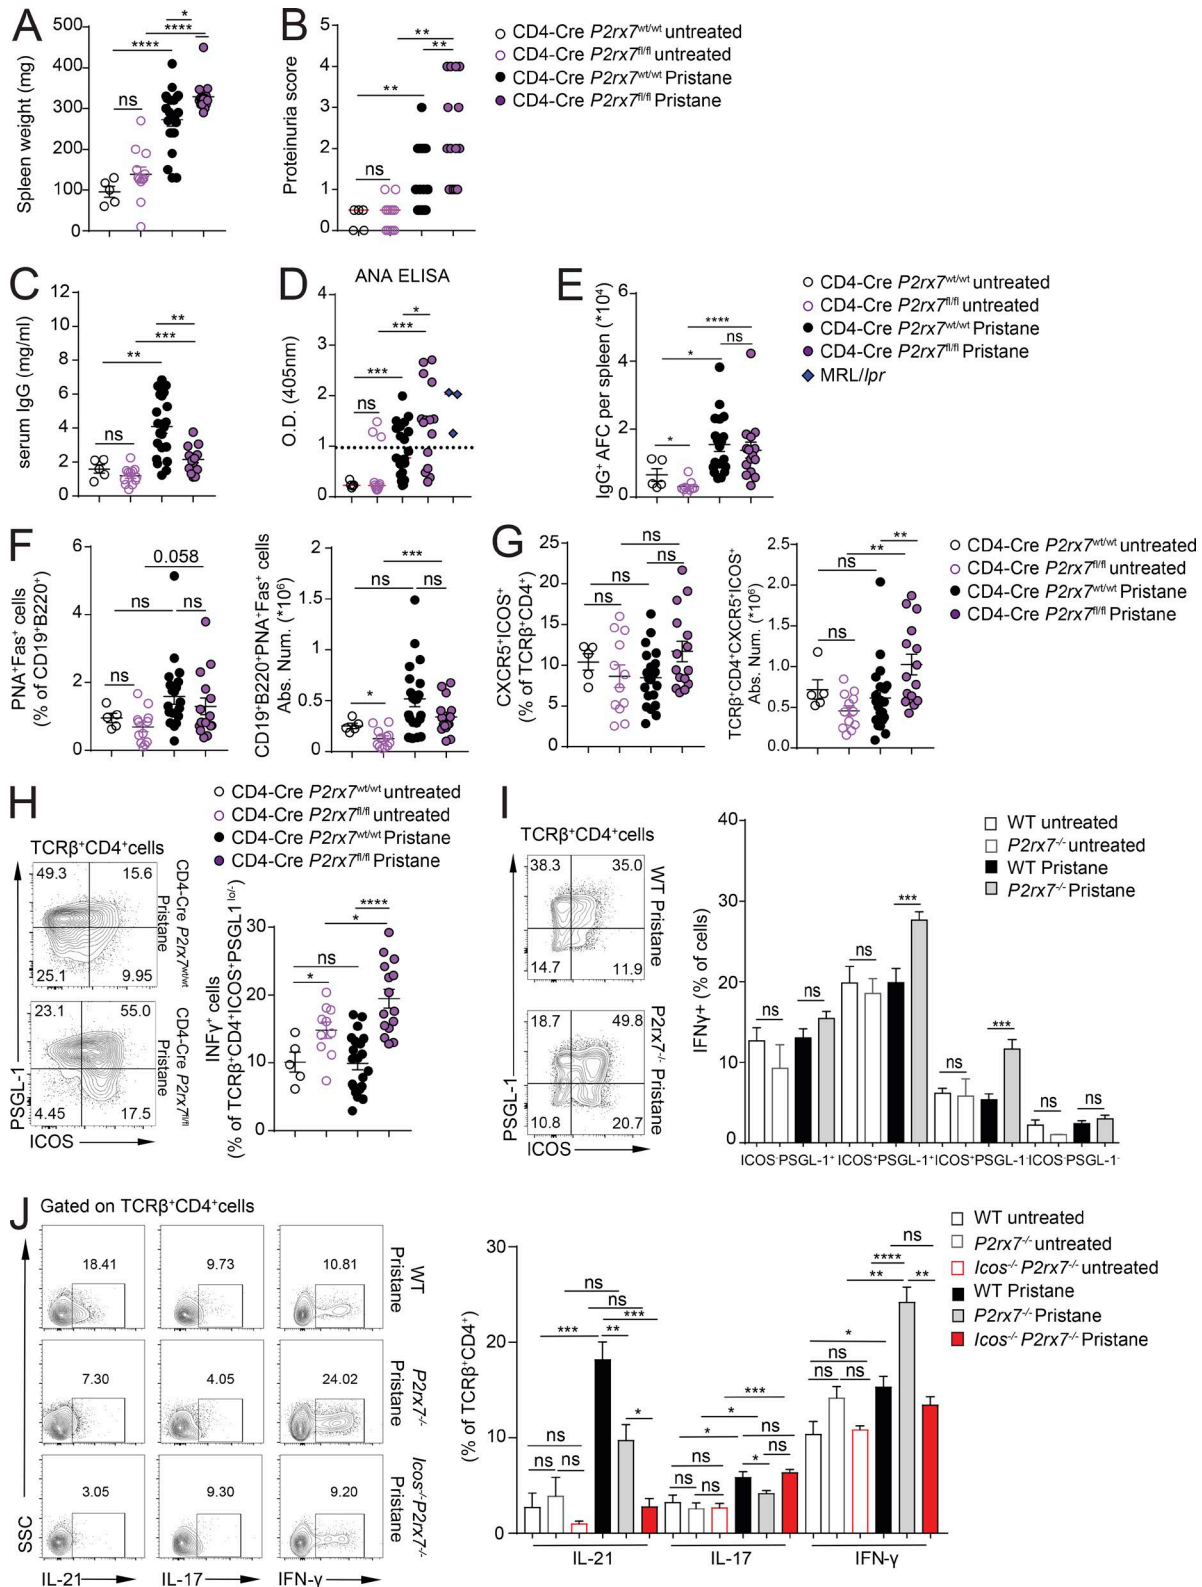 A
Spleen weight (mg)
500
400
300
200
100
0
ns
****
****
*
B
Proteinuria score
5
4
3
2
1
0
ns
**
**
**
CD4-Cre P2rx7wt/wt untreated
CD4-Cre P2rx7fl/fl untreated
CD4-Cre P2rx7wt/wt Pristane
CD4-Cre P2rx7fl/fl Pristane
C
serum IgG (mg/ml)
12
10
8
6
4
2
0
ns
**
***
**
D
ANA ELISA
O.D. (405nm)
4
3
2
1
0
ns
***
***
*
E
IgG+ AFC per spleen (*10⁴)
6
4
2
0
*
*
****
ns
CD4-Cre P2rx7wt/wt untreated
CD4-Cre P2rx7fl/fl untreated
CD4-Cre P2rx7wt/wt Pristane
CD4-Cre P2rx7fl/fl Pristane
MRL/lpr
F
PNA+Fas+ cells
(% of CD19+B220+)
6
4
2
0
0.058
ns
ns
ns
CD19+B220+PNA+Fas+ cells
Abs. Num. (*10⁶)
2
1.5
1
0.5
0
***
ns
ns
*
G
CXCR5+ICOS+
(% of TCRβ+CD4+)
25
20
15
10
5
0
ns
ns
ns
ns
TCRβ+CD4+CXCR5+ICOS+
Abs. Num. (*10⁶)
2.5
2.0
1.5
1.0
0.5
0
**
**
ns
ns
CD4-Cre P2rx7wt/wt untreated
CD4-Cre P2rx7fl/fl untreated
CD4-Cre P2rx7wt/wt Pristane
CD4-Cre P2rx7fl/fl Pristane
H
CD4-Cre P2rx7wt/wt untreated
CD4-Cre P2rx7fl/fl untreated
CD4-Cre P2rx7wt/wt Pristane
CD4-Cre P2rx7fl/fl Pristane
TCRβ+CD4+cells
49.3
15.6
25.1
9.95
CD4-Cre P2rx7wt/wt
Pristane
23.1
55.0
4.45
17.5
CD4-Cre P2rx7fl/fl
Pristane
PSGL-1
ICOS
INFγ+ cells
(% of TCRβ+CD4+ICOS+PSGL1lo/-)
30
20
10
0
****
*
ns
*
I
TCRβ+CD4+cells
38.3
35.0
14.7
11.9
WT Pristane
18.7
49.8
10.8
20.7
P2rx7-/- Pristane
PSGL-1
ICOS
IFNγ+ (% of cells)
40
30
20
10
0
ns
ns
ns
***
ns
***
ns
ns
ICOS-PSGL-1+
ICOS+PSGL-1+
ICOS+PSGL-1-
ICOS-PSGL-1-
WT untreated
P2rx7-/- untreated
WT Pristane
P2rx7-/- Pristane
J
Gated on TCRβ+CD4+cells
18.41
9.73
10.81
WT
Pristane
7.30
4.05
24.02
P2rx7-/-
Pristane
3.05
9.30
9.20
Icos-/-P2rx7-/-
Pristane
SSC
IL-21
IL-17
IFN-γ
(% of TCRβ+CD4+)
30
20
10
0
ns
ns
***
***
**
*
ns
ns
ns
***
*
*
ns
ns
*
ns
ns
ns
ns
****
**
**
*
ns
ns
ns
IL-21
IL-17
IFN-γ
WT untreated
P2rx7-/- untreated
Icos-/- P2rx7-/- untreated
WT Pristane
P2rx7-/- Pristane
Icos-/- P2rx7-/- Pristane